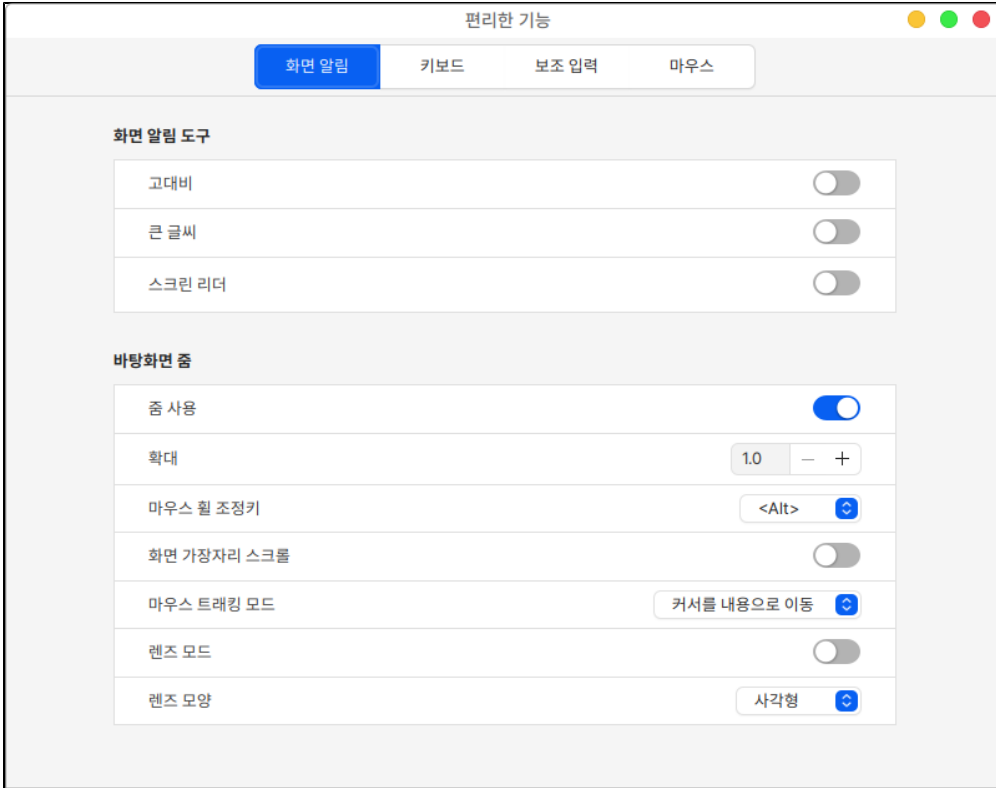 편리한 기능
화면 알림 키보드 보조 입력 마우스
화면 알림 도구
고대비
큰 글씨
스크린 리더
바탕화면 줌
줌 사용
확대 1.0 − +
마우스 휠 조정키 <Alt>
화면 가장자리 스크롤
마우스 트래킹 모드 커서를 내용으로 이동
렌즈 모드
렌즈 모양 사각형